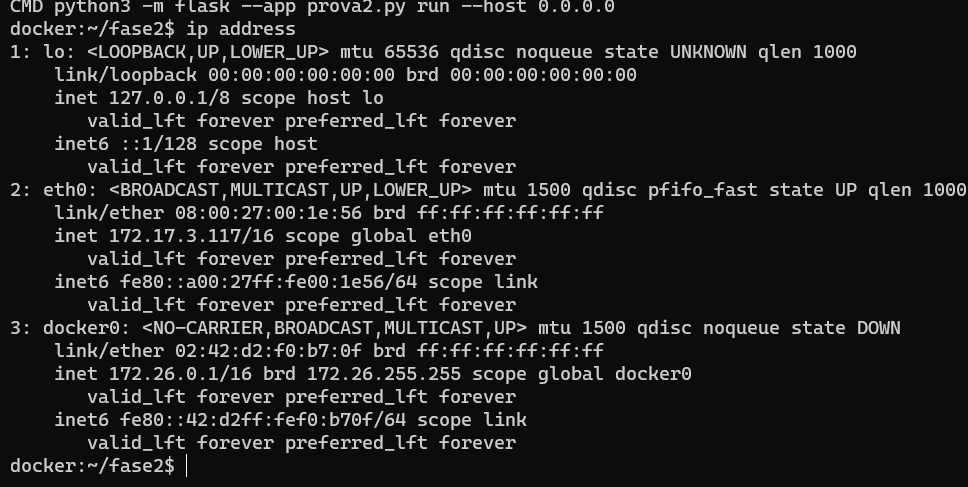 CMD python3 -m flask --app prova2.py run --host 0.0.0.0
docker:~/fase2$ ip address
1: lo: <LOOPBACK,UP,LOWER_UP> mtu 65536 qdisc noqueue state UNKNOWN qlen 1000
    link/loopback 00:00:00:00:00:00 brd 00:00:00:00:00:00
    inet 127.0.0.1/8 scope host lo
       valid_lft forever preferred_lft forever
    inet6 ::1/128 scope host
       valid_lft forever preferred_lft forever
2: eth0: <BROADCAST,MULTICAST,UP,LOWER_UP> mtu 1500 qdisc pfifo_fast state UP qlen 1000
    link/ether 08:00:27:00:1e:56 brd ff:ff:ff:ff:ff:ff
    inet 172.17.3.117/16 scope global eth0
       valid_lft forever preferred_lft forever
    inet6 fe80::a00:27ff:fe00:1e56/64 scope link
       valid_lft forever preferred_lft forever
3: docker0: <NO-CARRIER,BROADCAST,MULTICAST,UP> mtu 1500 qdisc noqueue state DOWN
    link/ether 02:42:d2:f0:b7:0f brd ff:ff:ff:ff:ff:ff
    inet 172.26.0.1/16 brd 172.26.255.255 scope global docker0
       valid_lft forever preferred_lft forever
    inet6 fe80::42:d2ff:fef0:b70f/64 scope link
       valid_lft forever preferred_lft forever
docker:~/fase2$